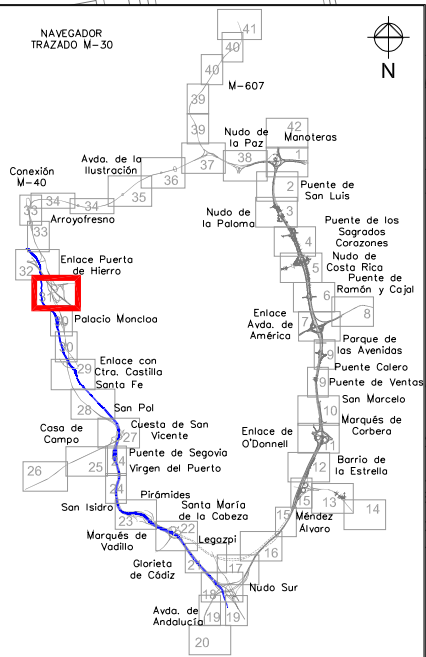 NAVEGADOR
TRAZADO M-30
N
41
40
40
M-607
39
39
42
Nudo de
la Paz
Manoteras
1
38
37
Avda. de la
Ilustración
36
35
2
Puente de
San Luis
Conexión
M-40
34
34
33
Arroyofresno
33
3
Nudo de
la Paloma
Puente de los
Sagrados
Corazones
4
Nudo de
Costa Rica
5
Enlace Puerta
de Hierro
32
Puente de
Ramón y Cajal
6
8
Enlace
Avda. de
América
7
Palacio Moncloa
Parque de
las Avenidas
9
Enlace con
Ctra. Castilla
29
Santa Fe
Puente Calero
9
Puente de Ventas
28
San Pol
San Marcelo
10
Marqués de
Corbera
Cuesta de San
Vicente
27
Casa de
Campo
Enlace de
O'Donnell
Puente de Segovia
24
25
26
Virgen del Puerto
Barrio de
la Estrella
12
24
15
13
14
Pirámides
San Isidro
23
Santa María
de la Cabeza
22
Méndez
Álvaro
15
Marqués de
Vadillo
Legazpi
16
Glorieta
de Cádiz
17
18
Nudo Sur
Avda. de
Andalucía
19
19
20